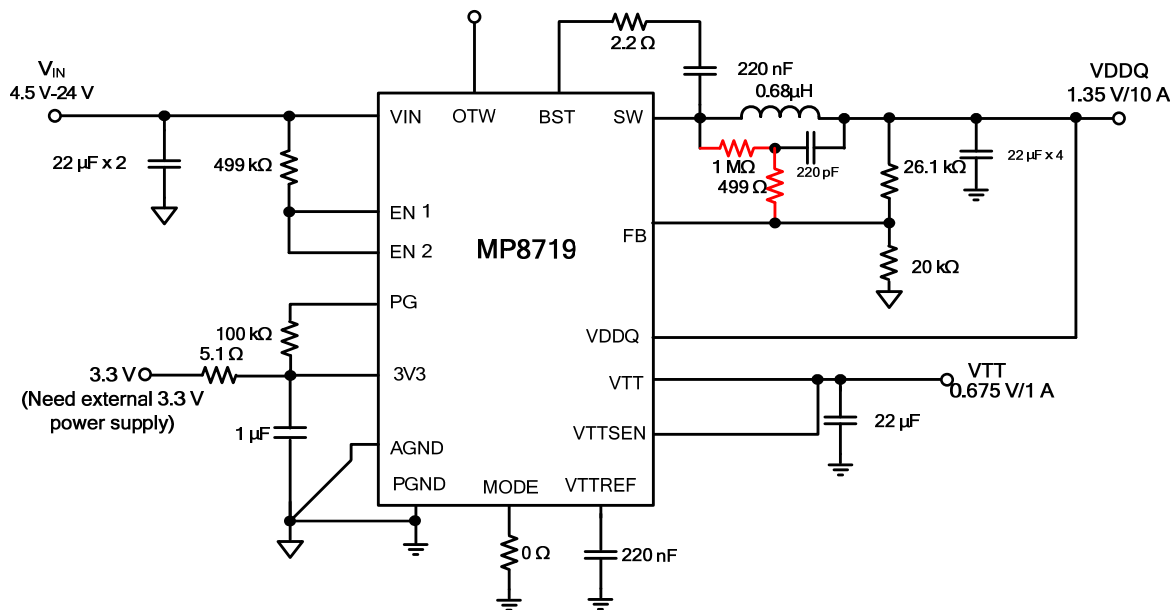 V_IN
4.5 V-24 V
22 µF x 2
499 kΩ
VIN
OTW
BST
SW
2.2 Ω
220 nF
0.68µH
VDDQ
1.35 V/10 A
1 MΩ
499 Ω
220 pF
26.1 kΩ
22 µF x 4
EN 1
EN 2
FB
MP8719
20 kΩ
PG
100 kΩ
5.1 Ω
3.3 V
(Need external 3.3 V
power supply)
3V3
1 µF
VDDQ
VTT
VTT
0.675 V/1 A
VTTSEN
22 µF
AGND
PGND
MODE
VTTREF
0 Ω
220 nF